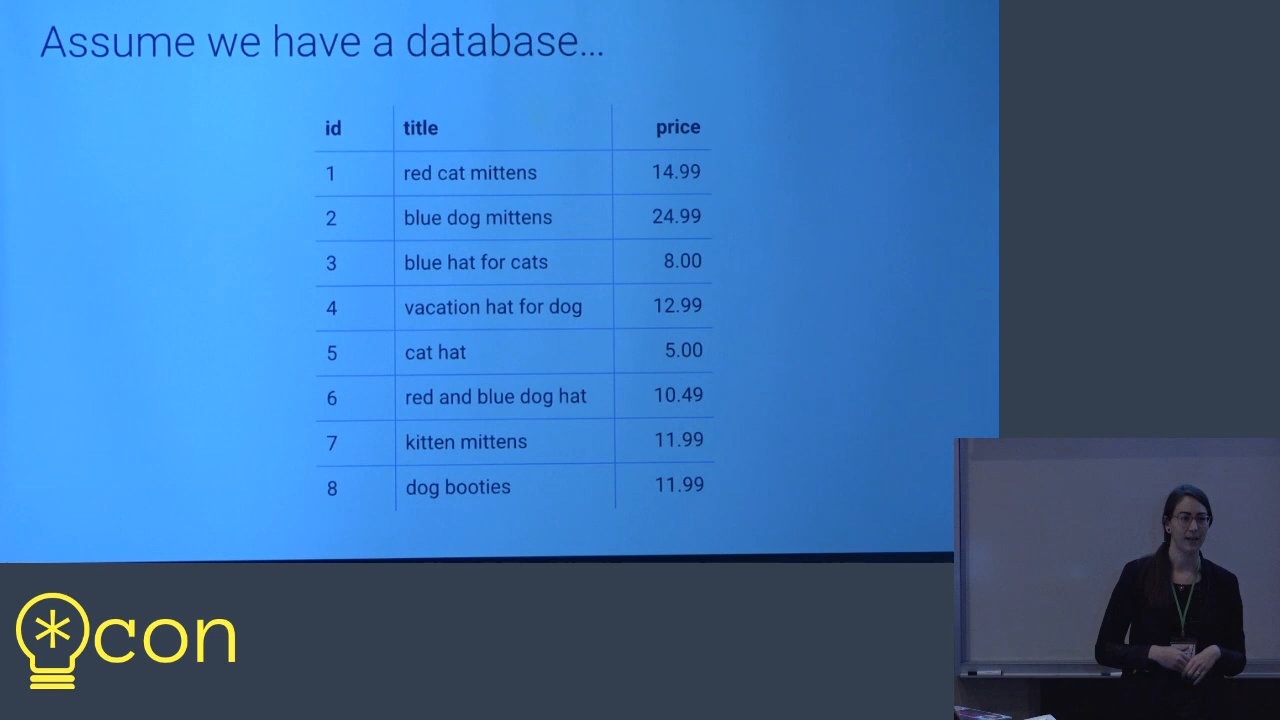 Assume we have a database...
id title price
1 red cat mittens 14.99
2 blue dog mittens 24.99
3 blue hat for cats 8.00
4 vacation hat for dog 12.99
5 cat hat 5.00
6 red and blue dog hat 10.49
7 kitten mittens 11.99
8 dog booties 11.99
*con